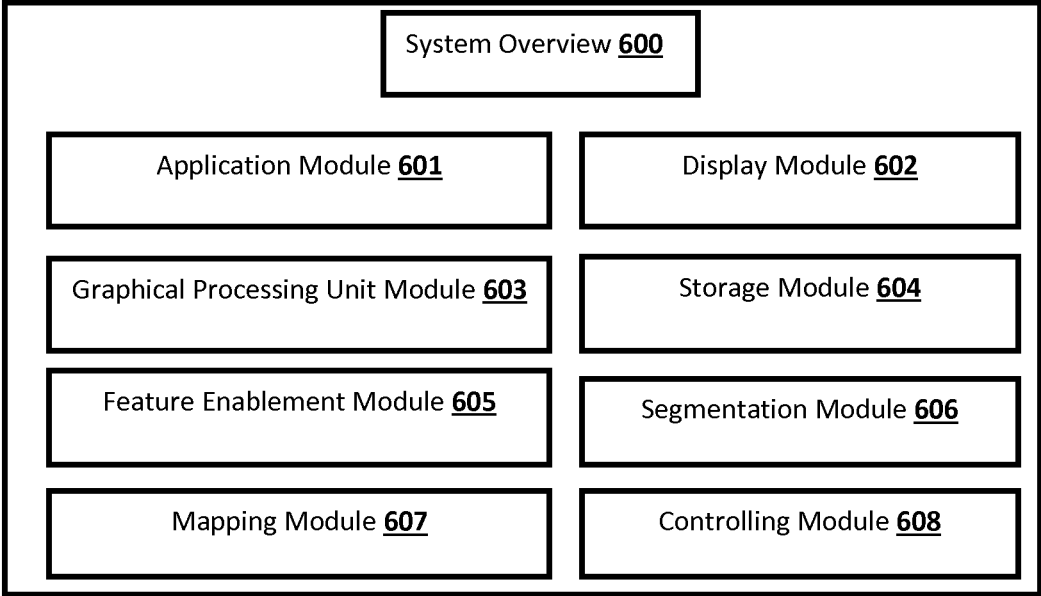 System Overview 600
Application Module 601
Display Module 602
Graphical Processing Unit Module 603
Storage Module 604
Feature Enablement Module 605
Segmentation Module 606
Mapping Module 607
Controlling Module 608